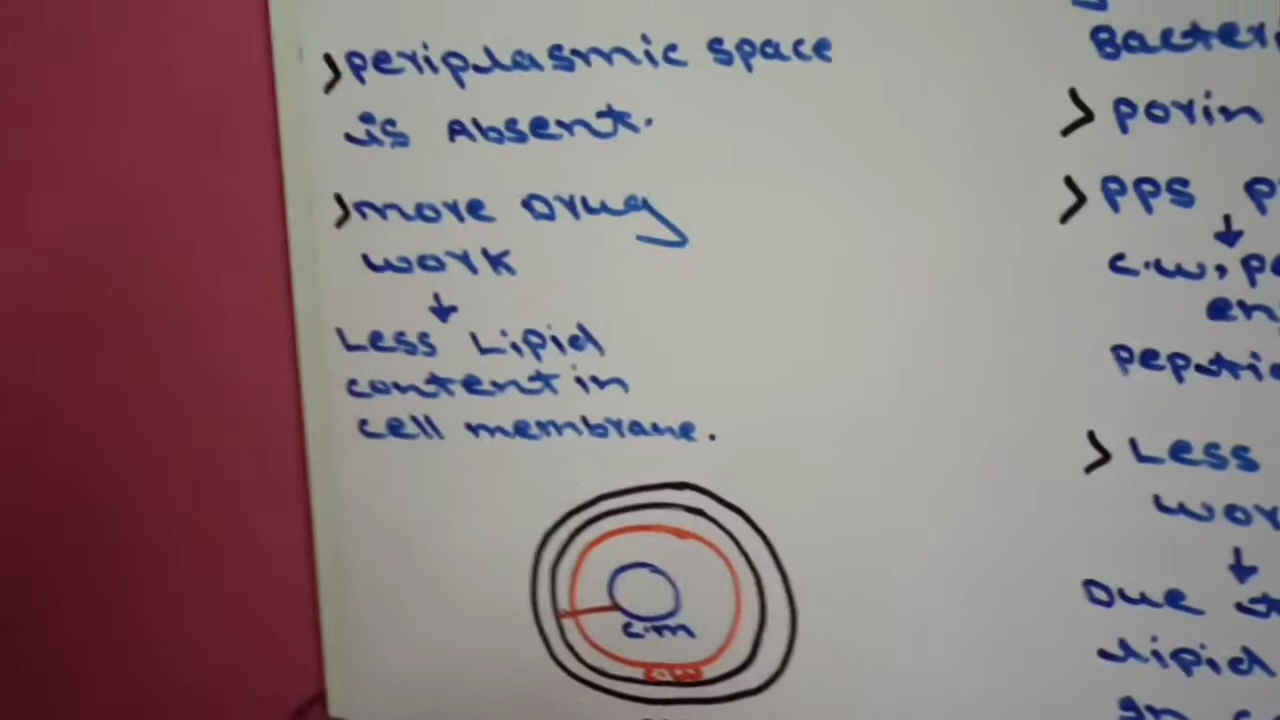 > periplasmic space
is Absent.
> more Drug
work
↓
Less Lipid
content in
cell membrane.
c.m
c.w
Bacter
> porin
> PPS
↓
c.w,
en
peptid
> Less
wor
↓
Due
lipid